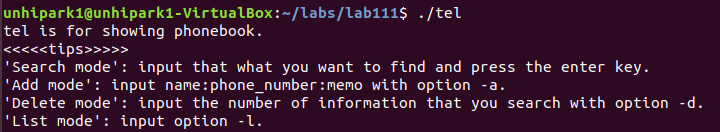 unhipark1@unhipark1-VirtualBox:~/labs/lab111$ ./tel
tel is for showing phonebook.
<<<<<tips>>>>>
'Search mode': input that what you want to find and press the enter key.
'Add mode': input name:phone_number:memo with option -a.
'Delete mode': input the number of information that you search with option -d.
'List mode': input option -l.